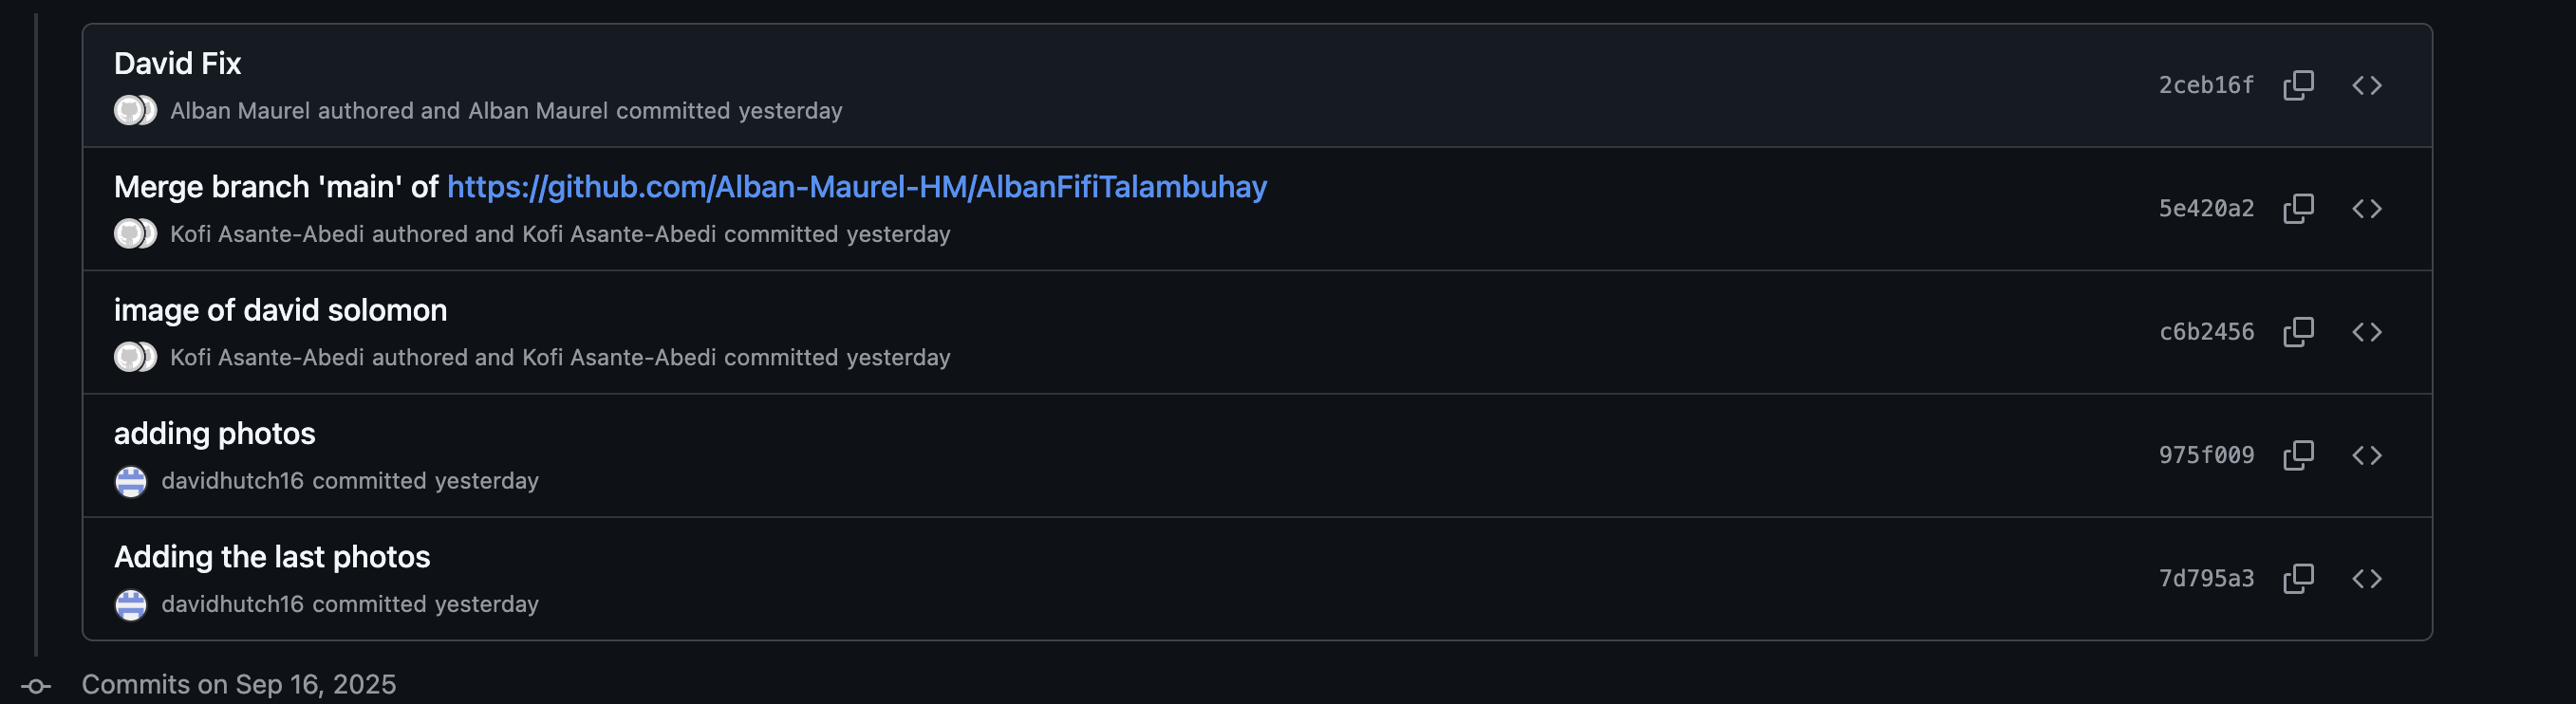 David Fix
Alban Maurel authored and Alban Maurel committed yesterday
2ceb16f
Merge branch 'main' of https://github.com/Alban-Maurel-HM/AlbanFifiTalambuhay
Kofi Asante-Abedi authored and Kofi Asante-Abedi committed yesterday
5e420a2
image of david solomon
Kofi Asante-Abedi authored and Kofi Asante-Abedi committed yesterday
c6b2456
adding photos
davidhutch16 committed yesterday
975f009
Adding the last photos
davidhutch16 committed yesterday
7d795a3
Commits on Sep 16, 2025